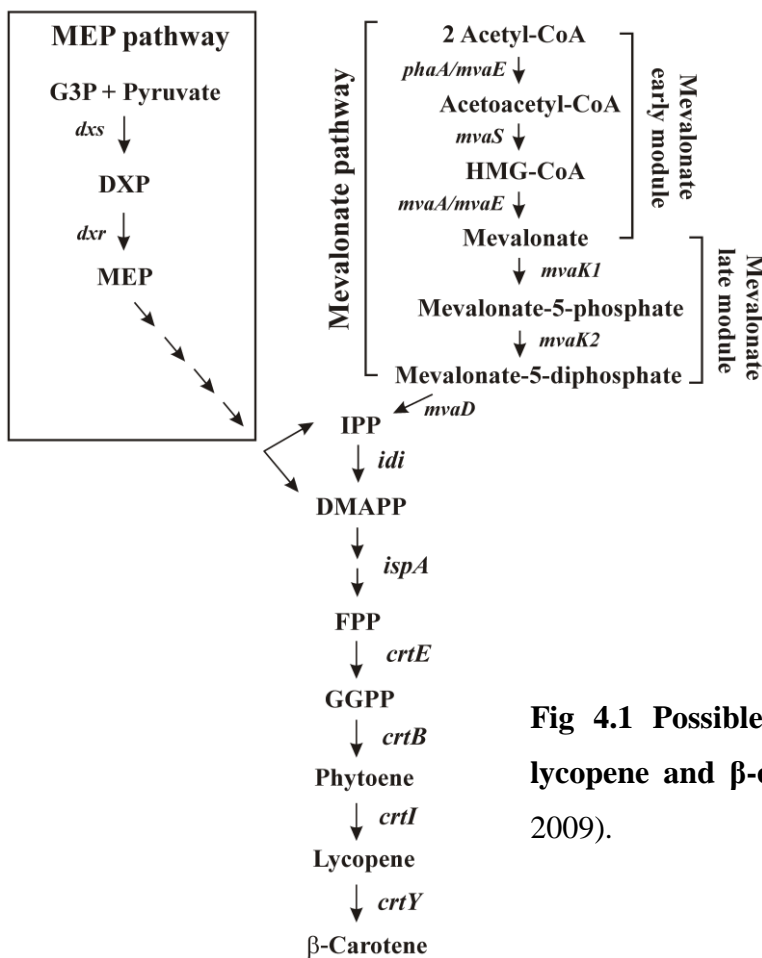 MEP pathway
G3P + Pyruvate
dxs
DXP
dxr
MEP
Mevalonate pathway
2 Acetyl-CoA
phaA/mvaE
Acetoacetyl-CoA
mvaS
HMG-CoA
mvaA/mvaE
Mevalonate
mvaK1
Mevalonate-5-phosphate
mvaK2
Mevalonate-5-diphosphate
mvaD
Mevalonate
early module
Mevalonate
late module
IPP
idi
DMAPP
ispA
FPP
crtE
GGPP
crtB
Phytoene
crtI
Lycopene
crtY
β-Carotene
Fig 4.1 Possible
lycopene and
2009).